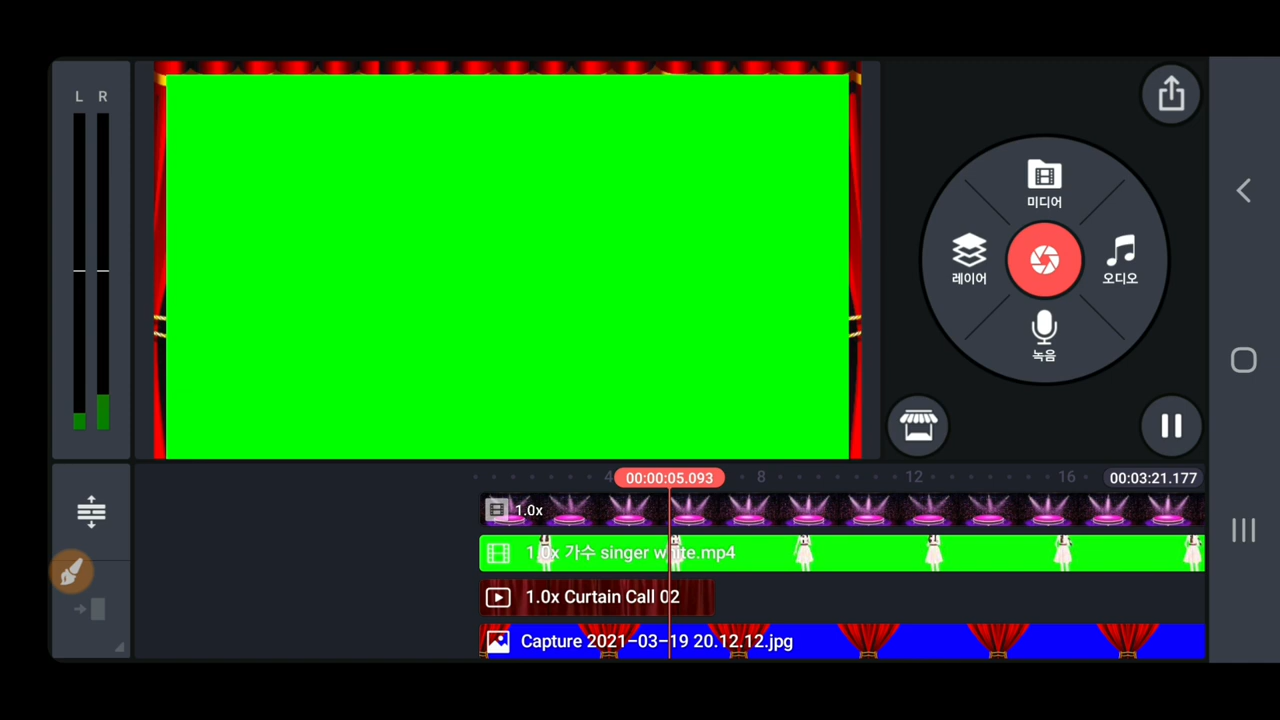 L R
미디어
레이어
오디오
녹음
4
00:00:05.093
8
12
16
00:03:21.177
1.0x
1.0x 가수 singer white.mp4
1.0x Curtain Call 02
Capture 2021-03-19 20.12.12.jpg